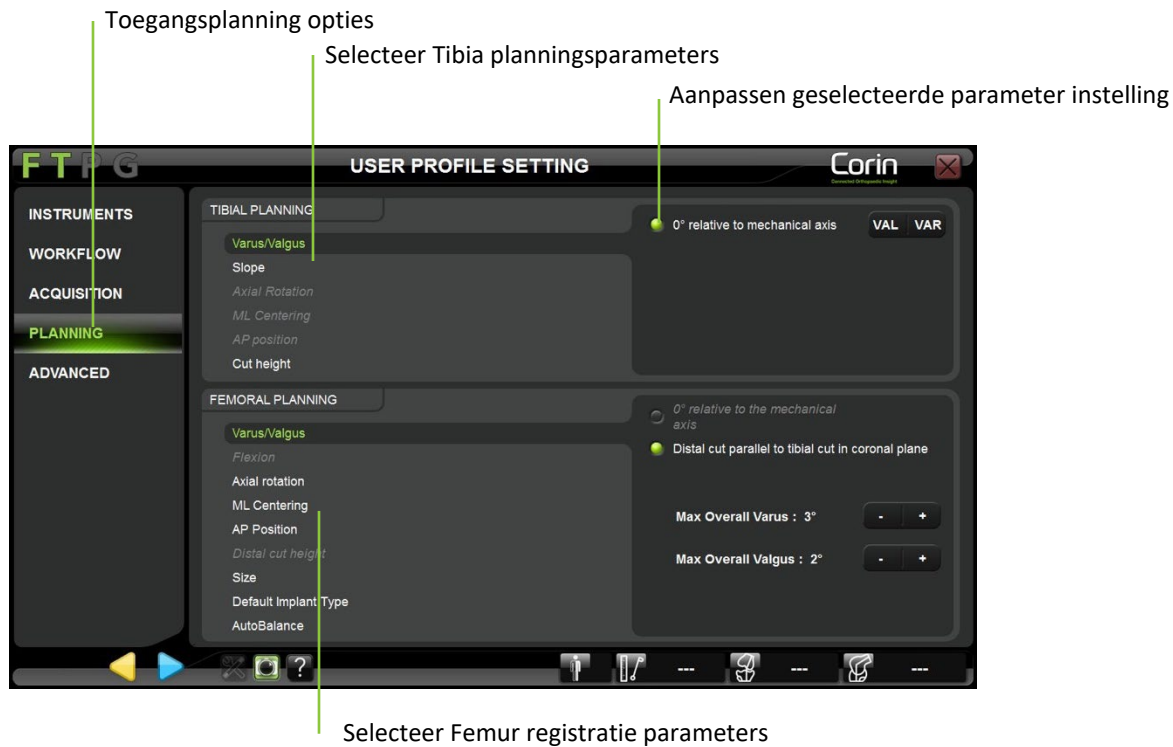 Toegangsplanning opties
Selecteer Tibia planningsparameters
Aanpassen geselecteerde parameter instelling
FTPG
USER PROFILE SETTING
Corin
Connected Orthopaedic Insight
INSTRUMENTS
WORKFLOW
ACQUISITION
PLANNING
ADVANCED
TIBIAL PLANNING
Varus/Valgus
Slope
Axial Rotation
ML Centering
AP position
Cut height
0° relative to mechanical axis
VAL VAR
FEMORAL PLANNING
Varus/Valgus
Flexion
Axial rotation
ML Centering
AP Position
Distal cut height
Size
Default Implant Type
AutoBalance
0° relative to the mechanical
axis
Distal cut parallel to tibial cut in coronal plane
Max Overall Varus : 3°
- +
Max Overall Valgus : 2°
- +
?
---
---
---
Selecteer Femur registratie parameters